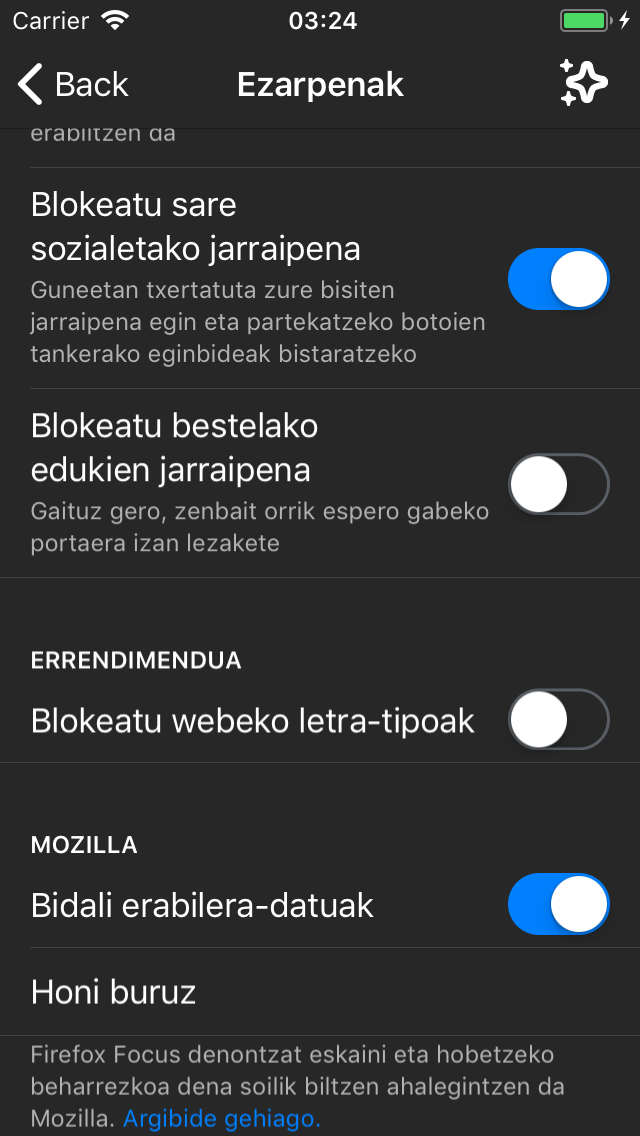 Carrier 03:24
Back Ezarpenak
erabiltzen da
Blokeatu sare
sozialetako jarraipena
Guneetan txertatuta zure bisiten
jarraipena egin eta partekatzeko botoien
tankerako eginbideak bistaratzeko
Blokeatu bestelako
edukien jarraipena
Gaituz gero, zenbait orrik espero gabeko
portaera izan lezakete
ERRENDIMENDUA
Blokeatu webeko letra-tipoak
MOZILLA
Bidali erabilera-datuak
Honi buruz
Firefox Focus denontzat eskaini eta hobetzeko
beharrezkoa dena soilik biltzen ahalegintzen da
Mozilla. Argibide gehiago.